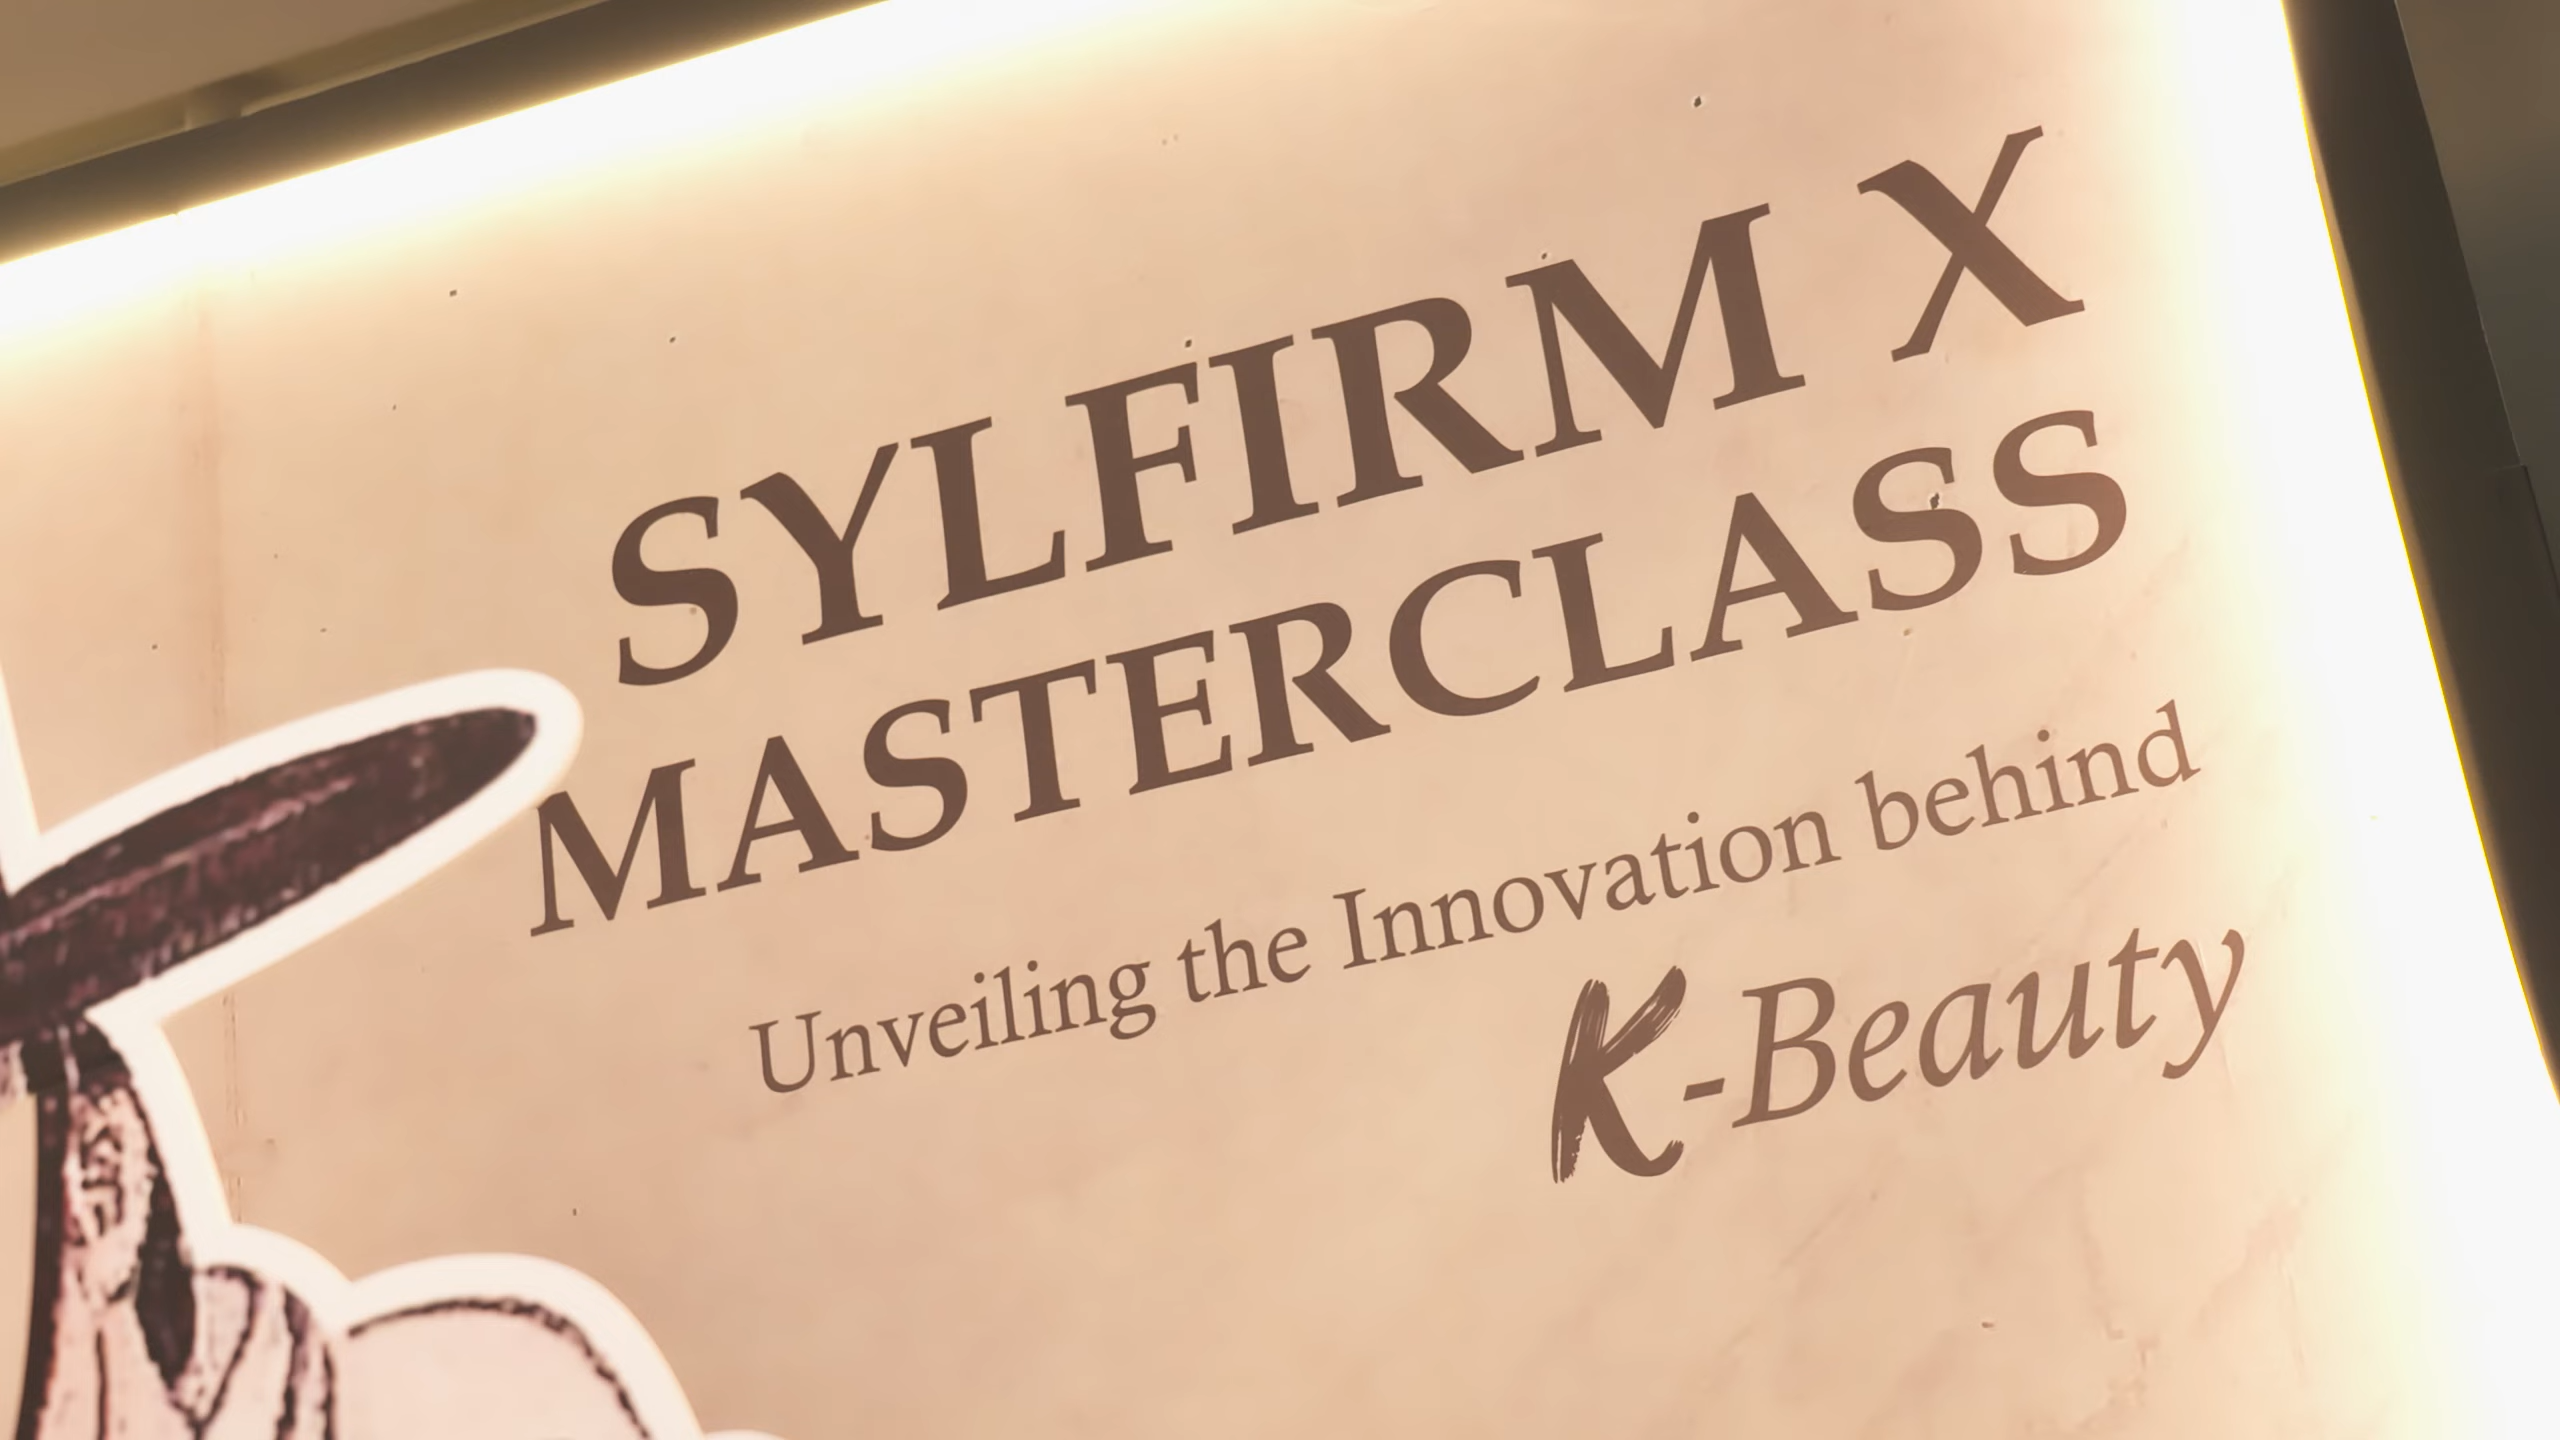 SYLFIRM X
MASTERCLASS
Unveiling the Innovation behind
K-Beauty